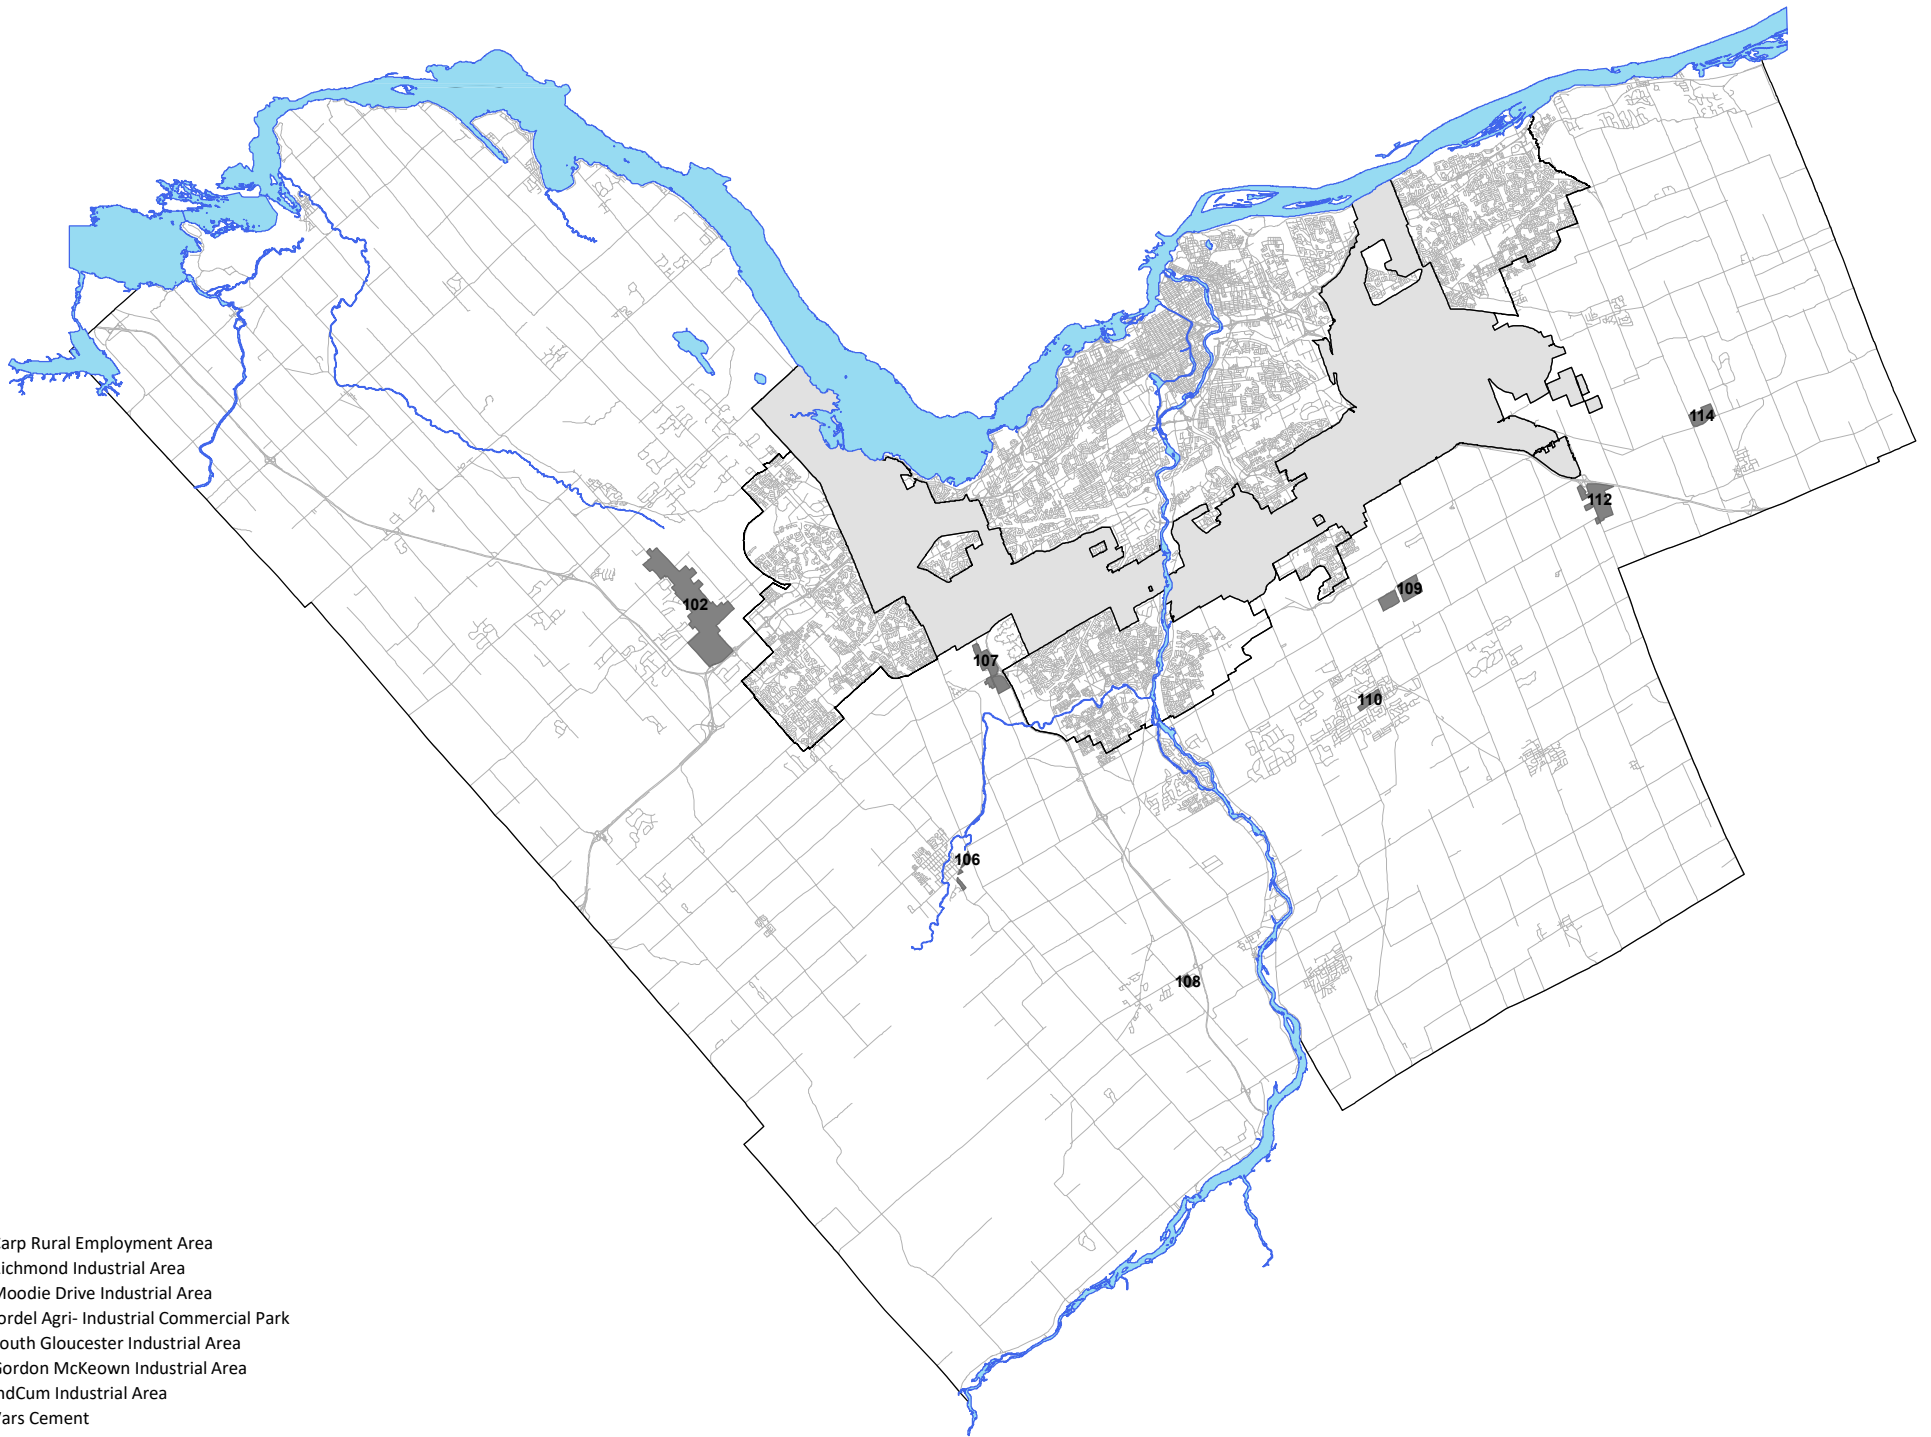 114
112
109
102
107
110
106
108
arp Rural Employment Area
ichmond Industrial Area
Moodie Drive Industrial Area
ordel Agri- Industrial Commercial Park
outh Gloucester Industrial Area
Gordon McKeown Industrial Area
ndCum Industrial Area
ars Cement